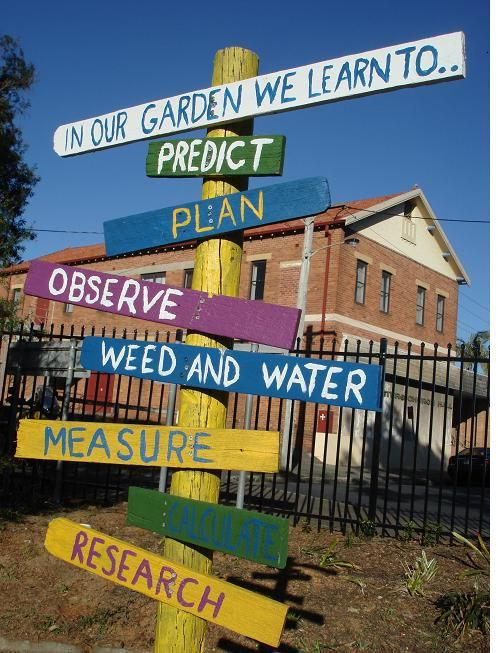 IN OUR GARDEN WE LEARN TO..
PREDICT
PLAN
OBSERVE
WEED AND WATER
MEASURE
CALCULATE
RESEARCH